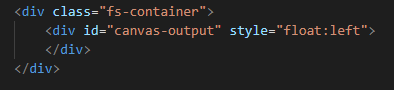 <div class="fs-container">
    <div id="canvas-output" style="float:left">
    </div>
</div>